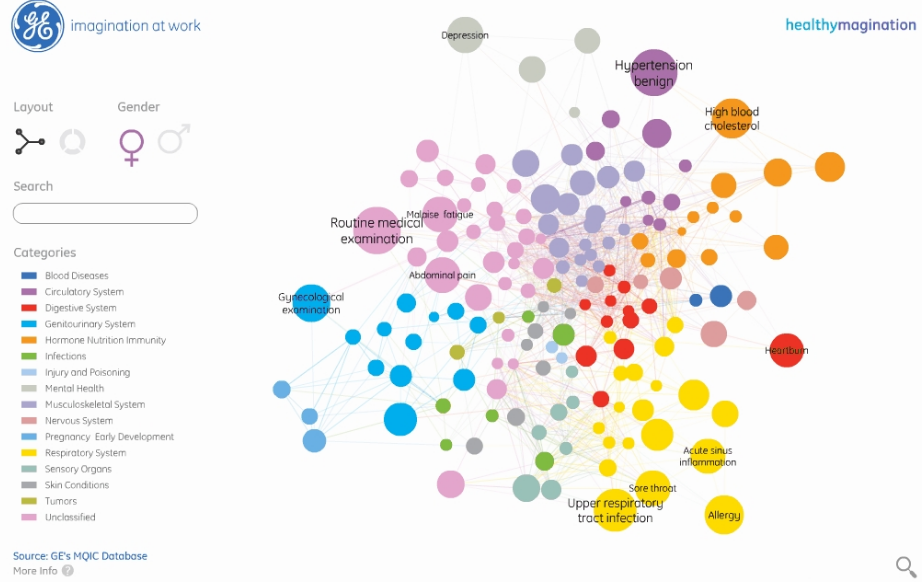 GE
imagination at work
healthymagination
Layout
Gender
Search
Categories
Blood Diseases
Circulatory System
Digestive System
Genitourinary System
Hormone Nutrition Immunity
Infections
Injury and Poisoning
Mental Health
Musculoskeletal System
Nervous System
Pregnancy Early Development
Respiratory System
Sensory Organs
Skin Conditions
Tumors
Unclassified
Source: GE's MQIC Database
More Info ?
Depression
Hypertension
benign
High blood
cholesterol
Malaise fatigue
Routine medical
examination
Abdominal pain
Gynecological
examination
Heartburn
Acute sinus
inflammation
Sore throat
Upper respiratory
tract infection
Allergy